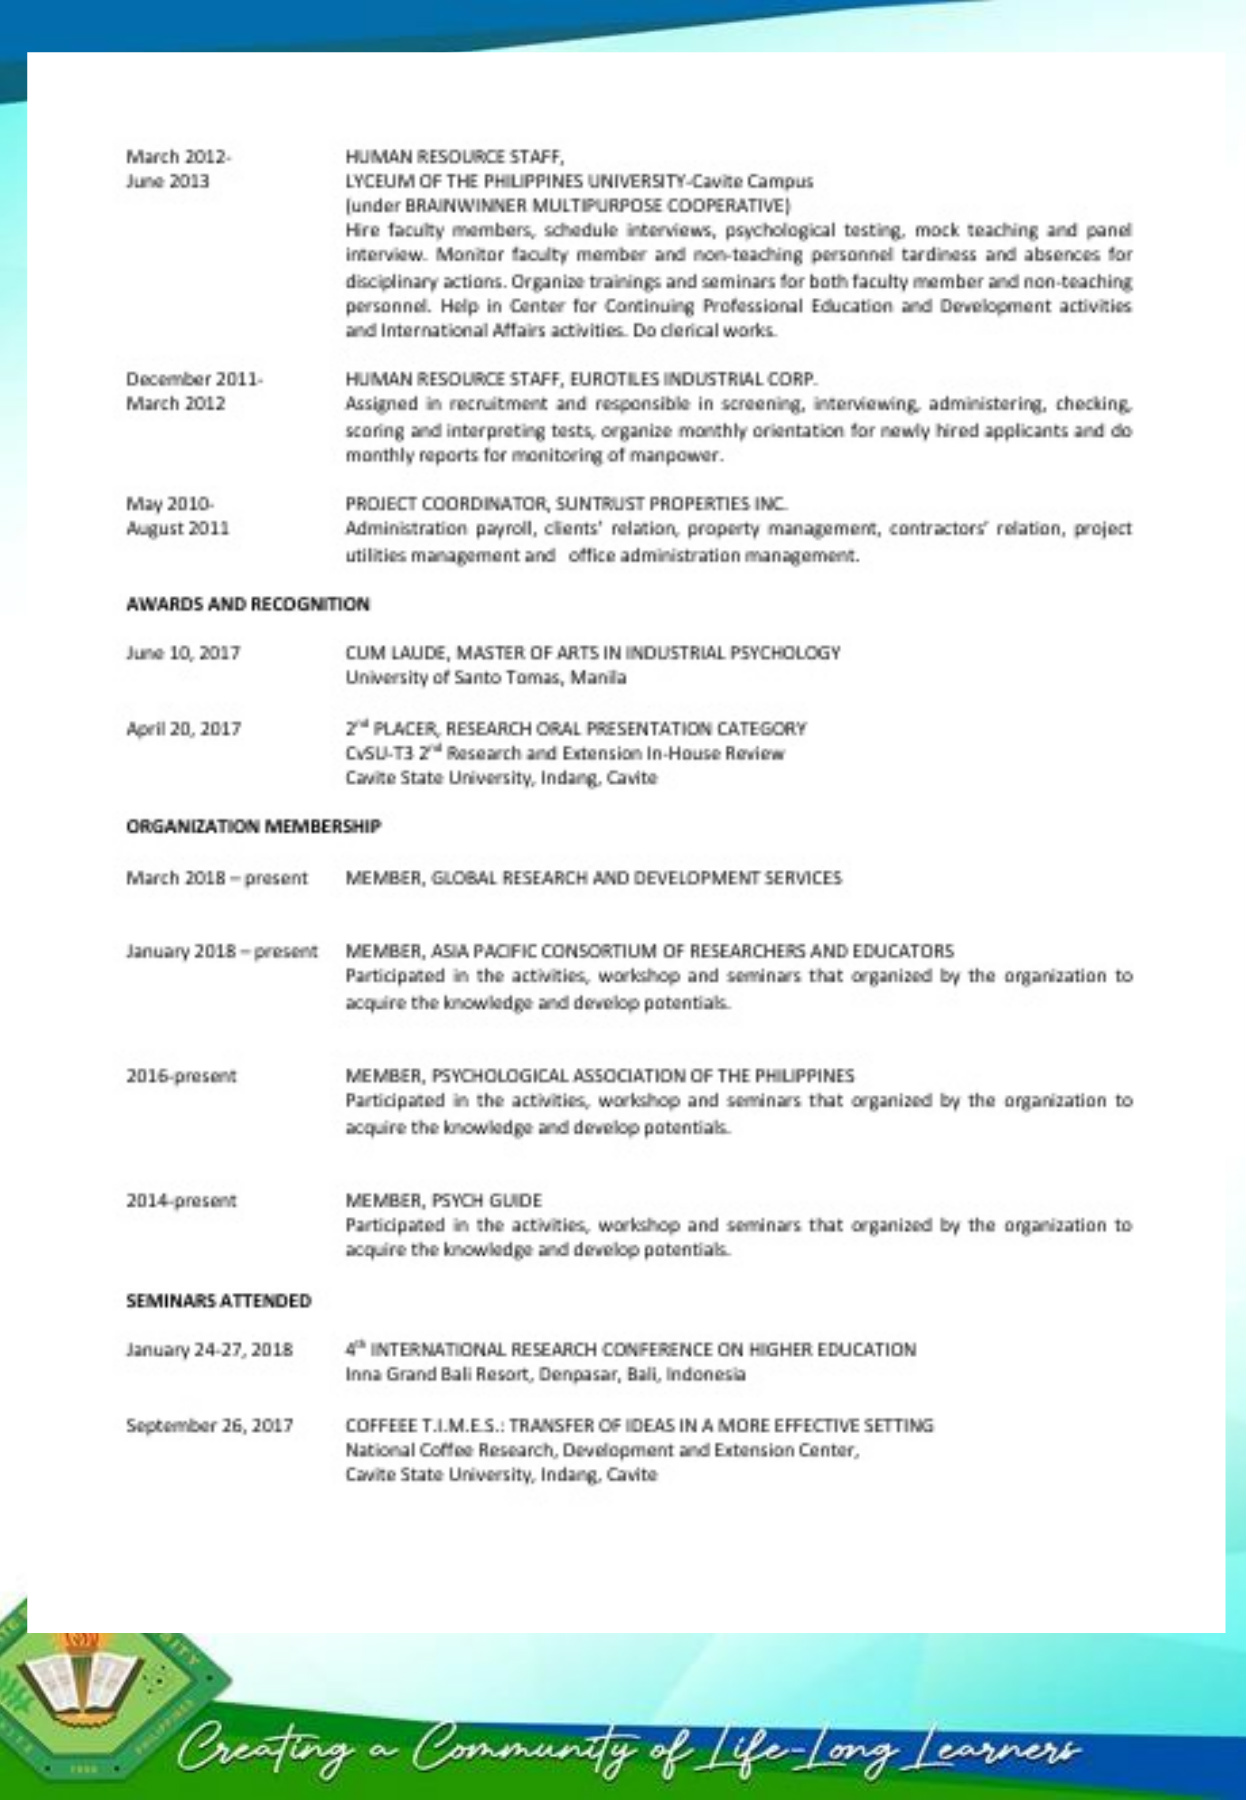 March 2012-
June 2013
HUMAN RESOURCE STAFF,
LYCEUM OF THE PHILIPPINES UNIVERSITY-Cavite Campus
(under BRAINWINNER MULTIPURPOSE COOPERATIVE)
Hire faculty members, schedule interviews, psychological testing, mock teaching and panel
interview. Monitor faculty member and non-teaching personnel tardiness and absences for
disciplinary actions. Organize trainings and seminars for both faculty member and non-teaching
personnel. Help in Center for Continuing Professional Education and Development activities
and International Affairs activities. Do clerical works.
December 2011-
March 2012
HUMAN RESOURCE STAFF, EUROTILES INDUSTRIAL CORP.
Assigned in recruitment and responsible in screening, interviewing, administering, checking,
scoring and interpreting tests, organize monthly orientation for newly hired applicants and do
monthly reports for monitoring of manpower.
May 2010-
August 2011
PROJECT COORDINATOR, SUNTRUST PROPERTIES INC.
Administration payroll, clients' relation, property management, contractors' relation, project
utilities management and office administration management.
AWARDS AND RECOGNITION
June 10, 2017
CUM LAUDE, MASTER OF ARTS IN INDUSTRIAL PSYCHOLOGY
University of Santo Tomas, Manila
April 20, 2017
2nd PLACER, RESEARCH ORAL PRESENTATION CATEGORY
CvSU-T3 2nd Research and Extension In-House Review
Cavite State University, Indang, Cavite
ORGANIZATION MEMBERSHIP
March 2018 – present
MEMBER, GLOBAL RESEARCH AND DEVELOPMENT SERVICES
January 2018 – present
MEMBER, ASIA PACIFIC CONSORTIUM OF RESEARCHERS AND EDUCATORS
Participated in the activities, workshop and seminars that organized by the organization to
acquire the knowledge and develop potentials.
2016-present
MEMBER, PSYCHOLOGICAL ASSOCIATION OF THE PHILIPPINES
Participated in the activities, workshop and seminars that organized by the organization to
acquire the knowledge and develop potentials.
2014-present
MEMBER, PSYCH GUIDE
Participated in the activities, workshop and seminars that organized by the organization to
acquire the knowledge and develop potentials.
SEMINARS ATTENDED
January 24-27, 2018
4th INTERNATIONAL RESEARCH CONFERENCE ON HIGHER EDUCATION
Inna Grand Bali Resort, Denpasar, Bali, Indonesia
September 26, 2017
COFFEEE T.I.M.E.S.: TRANSFER OF IDEAS IN A MORE EFFECTIVE SETTING
National Coffee Research, Development and Extension Center,
Cavite State University, Indang, Cavite
Creating a Community of Life-Long Learners